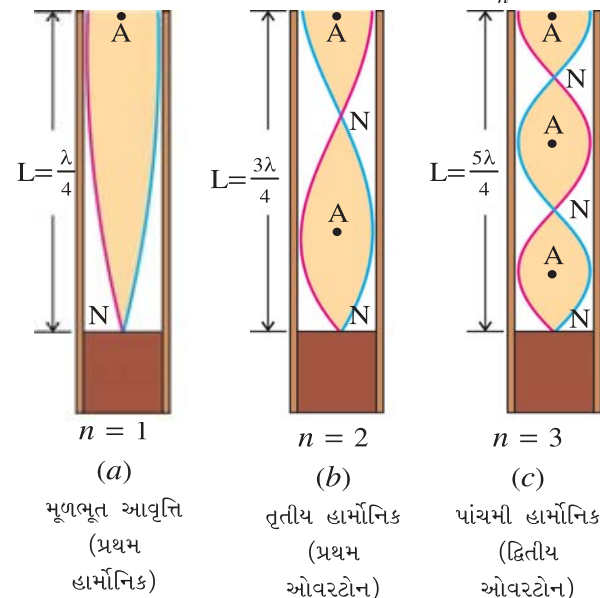 n
A
A
A
N
N
A
L=λ/4
L=3λ/4
L=5λ/4
A
N
A
N
N
N
n = 1
n = 2
n = 3
(a)
(b)
(c)
મૂળભૂત આવૃત્તિ
(પ્રથમ
હાર્મોનિક)
તૃતીય હાર્મોનિક
(પ્રથમ
ઓવરટોન)
પાંચમી હાર્મોનિક
(દ્વિતીય
ઓવરટોન)